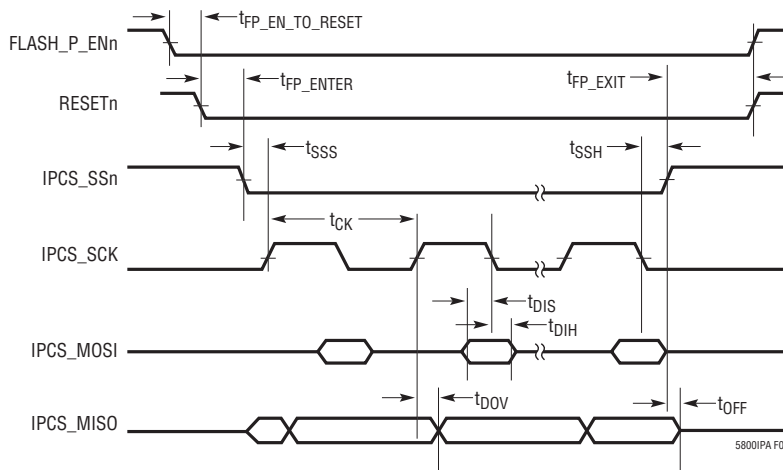 FLASH_P_ENn
tFP_EN_TO_RESET
tFP_ENTER
tFP_EXIT
RESETn
tSSS
tSSH
IPCS_SSn
tCK
IPCS_SCK
tDIS
tDIH
IPCS_MOSI
tDOV
tOFF
IPCS_MISO
5800IPA F0